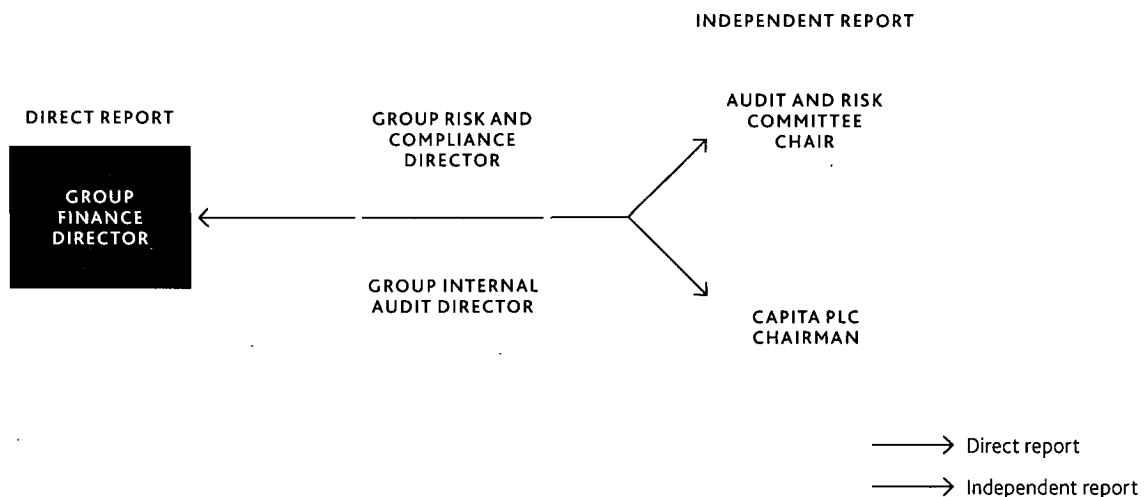 INDEPENDENT REPORT
DIRECT REPORT
GROUP FINANCE
DIRECTOR
GROUP RISK AND
COMPLIANCE
DIRECTOR
GROUP INTERNAL
AUDIT DIRECTOR
AUDIT AND RISK
COMMITTEE
CHAIR
CAPITA PLC
CHAIRMAN
Direct report
Independent report